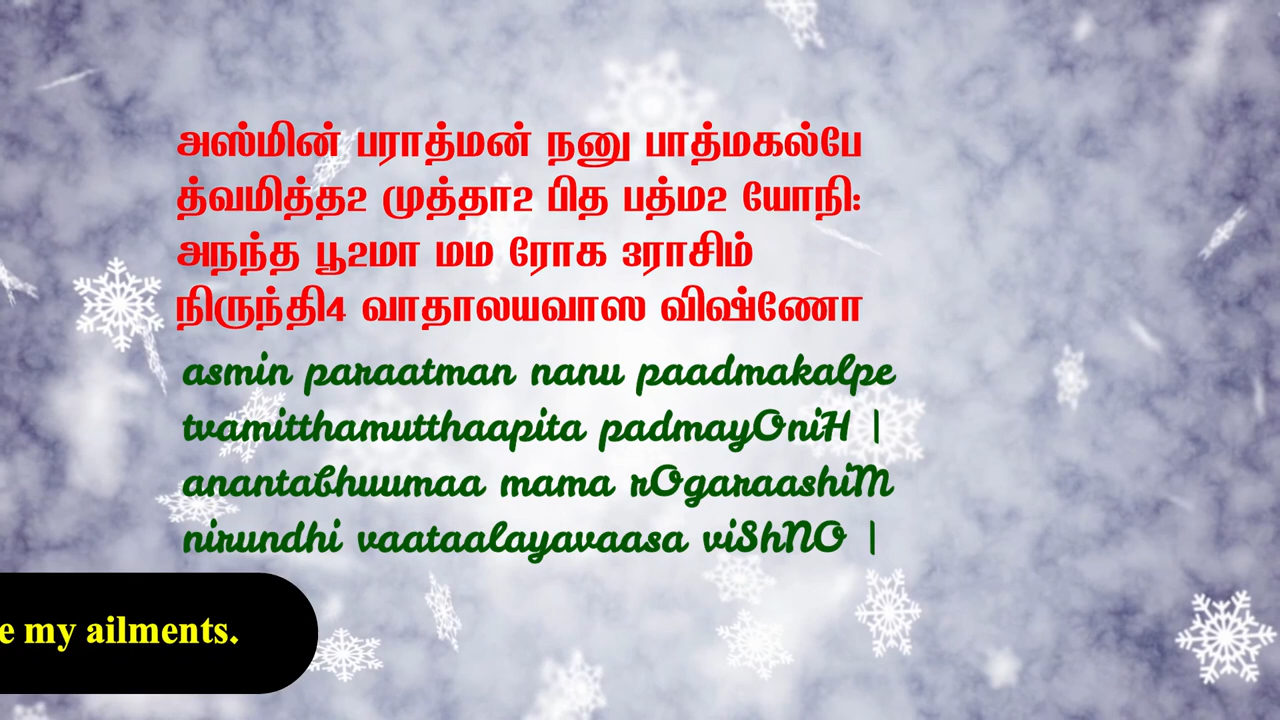 அஸ்மின் பராத்மன் நனு பாத்மகல்பே
த்வமித்த2 முத்தா2 பித பத்ம2 யோநி:
அநந்த பூ2மா மம ரோக 3ராசிம்
நிருந்தி4 வாதாலயவாஸ விஷ்ணோ
asmin paraatman nanu paadmakalpe
tvamitthamutthaapita padmayOniH |
anantabhuumaa mama rOgaraashiM
nirundhi vaataalayavaasa viShNO |
e my ailments.